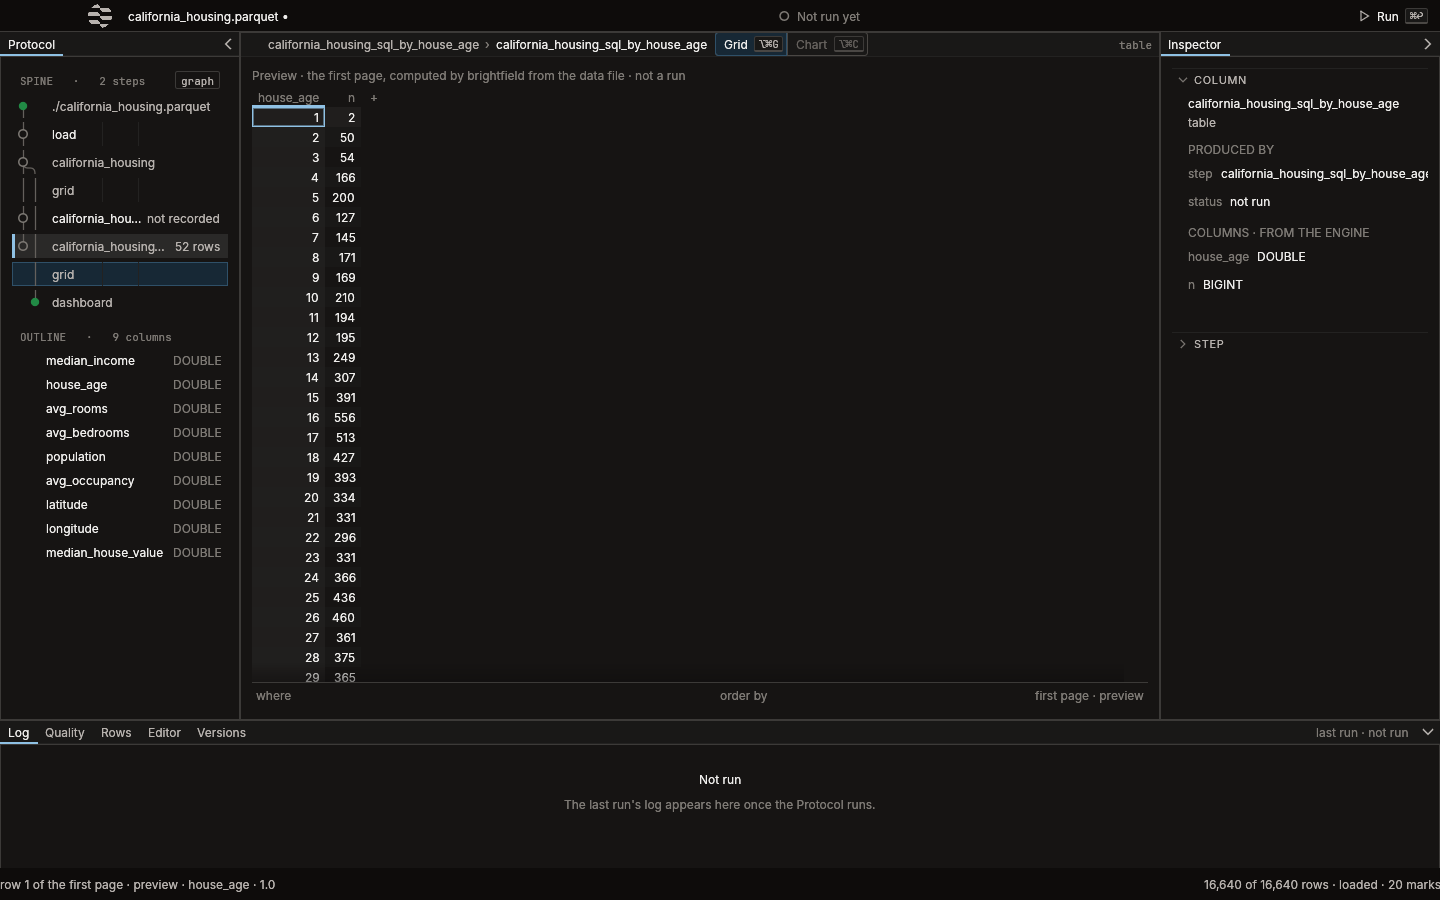 california_housing.parquet •
Not run yet
Run ⌘⏎
Protocol
SPINE · 2 steps graph
./california_housing.parquet
load
california_housing
grid
california_hou... not recorded
california_housing... 52 rows
grid
dashboard
OUTLINE · 9 columns
median_income DOUBLE
house_age DOUBLE
avg_rooms DOUBLE
avg_bedrooms DOUBLE
population DOUBLE
avg_occupancy DOUBLE
latitude DOUBLE
longitude DOUBLE
median_house_value DOUBLE
california_housing_sql_by_house_age › california_housing_sql_by_house_age Grid ⌥⌘G Chart ⌥⌘C table
Preview · the first page, computed by brightfield from the data file · not a run
house_age n +
1 2
2 50
3 54
4 166
5 200
6 127
7 145
8 171
9 169
10 210
11 194
12 195
13 249
14 307
15 391
16 556
17 513
18 427
19 393
20 334
21 331
22 296
23 331
24 366
25 436
26 460
27 361
28 375
29 365
where order by first page · preview
Inspector
COLUMN
california_housing_sql_by_house_age
table
PRODUCED BY
step california_housing_sql_by_house_age
status not run
COLUMNS · FROM THE ENGINE
house_age DOUBLE
n BIGINT
STEP
Log Quality Rows Editor Versions last run · not run
Not run
The last run's log appears here once the Protocol runs.
row 1 of the first page · preview · house_age · 1.0
16,640 of 16,640 rows · loaded · 20 marks